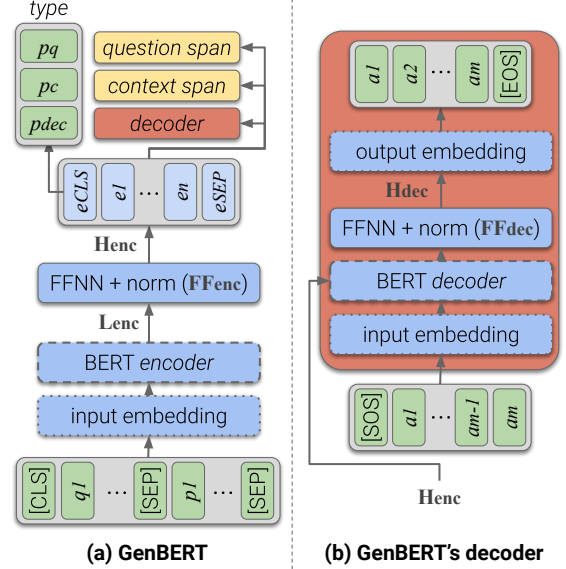 type
pq
pc
pdec
question span
context span
decoder
eCLS e1 ... en eSEP
Henc
FFNN + norm (FFenc)
Lenc
BERT encoder
input embedding
[CLS] q1 ... [SEP] p1 ... [SEP]
(a) GenBERT
a1 a2 ... am [EOS]
output embedding
Hdec
FFNN + norm (FFdec)
BERT decoder
input embedding
[SOS] a1 ... am-1 am
Henc
(b) GenBERT's decoder